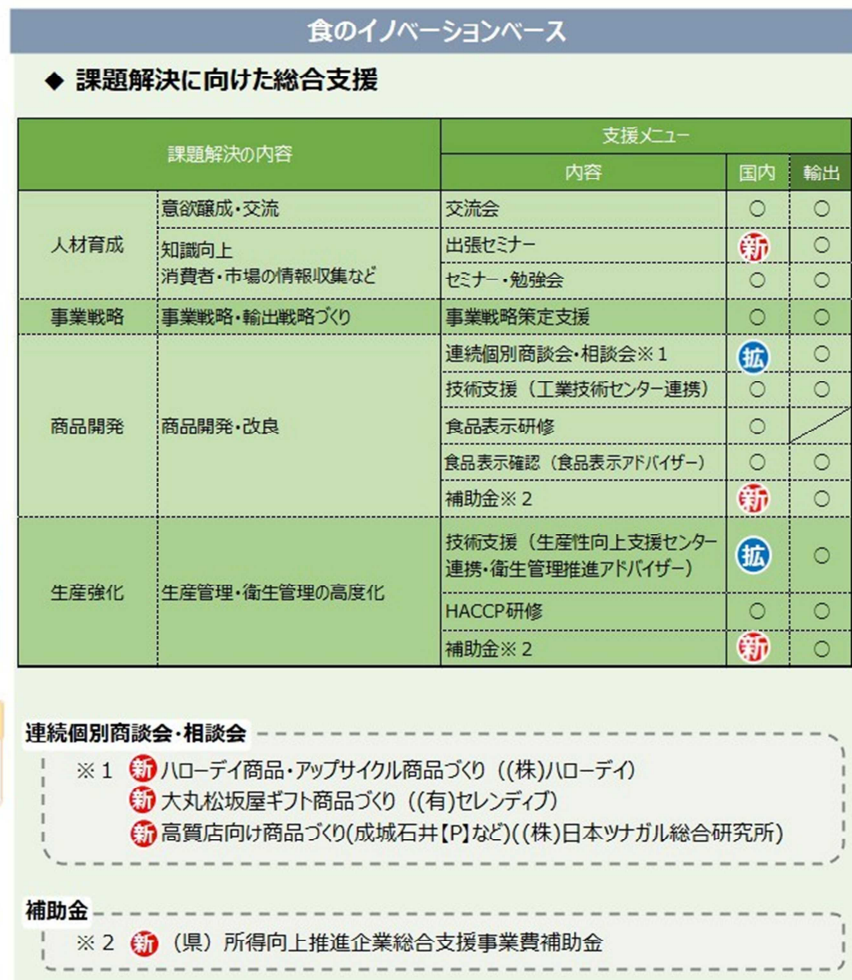 食のイノベーションベース
◆ 課題解決に向けた総合支援
課題解決の内容
支援メニュー
内容 国内 輸出
人材育成
意欲醸成・交流 交流会 ○ ○
知識向上
消費者・市場の情報収集など
出張セミナー 新 ○
セミナー・勉強会 ○ ○
事業戦略 事業戦略・輸出戦略づくり 事業戦略策定支援 ○ ○
商品開発 商品開発・改良
連続個別商談会・相談会※1 拡 ○
技術支援（工業技術センター連携） ○ ○
食品表示研修 ○
食品表示確認（食品表示アドバイザー） ○ ○
補助金※2 新 ○
生産強化 生産管理・衛生管理の高度化
技術支援（生産性向上支援センター
連携・衛生管理推進アドバイザー） 拡 ○
HACCP研修 ○ ○
補助金※2 新 ○
連続個別商談会・相談会
※1 新 ハローデイ商品・アップサイクル商品づくり（(株)ハローデイ）
新 大丸松坂屋ギフト商品づくり（(有)セレンディブ）
新 高質店向け商品づくり(成城石井【P】など)((株)日本ツナガル総合研究所)
補助金
※2 新 （県）所得向上推進企業総合支援事業費補助金